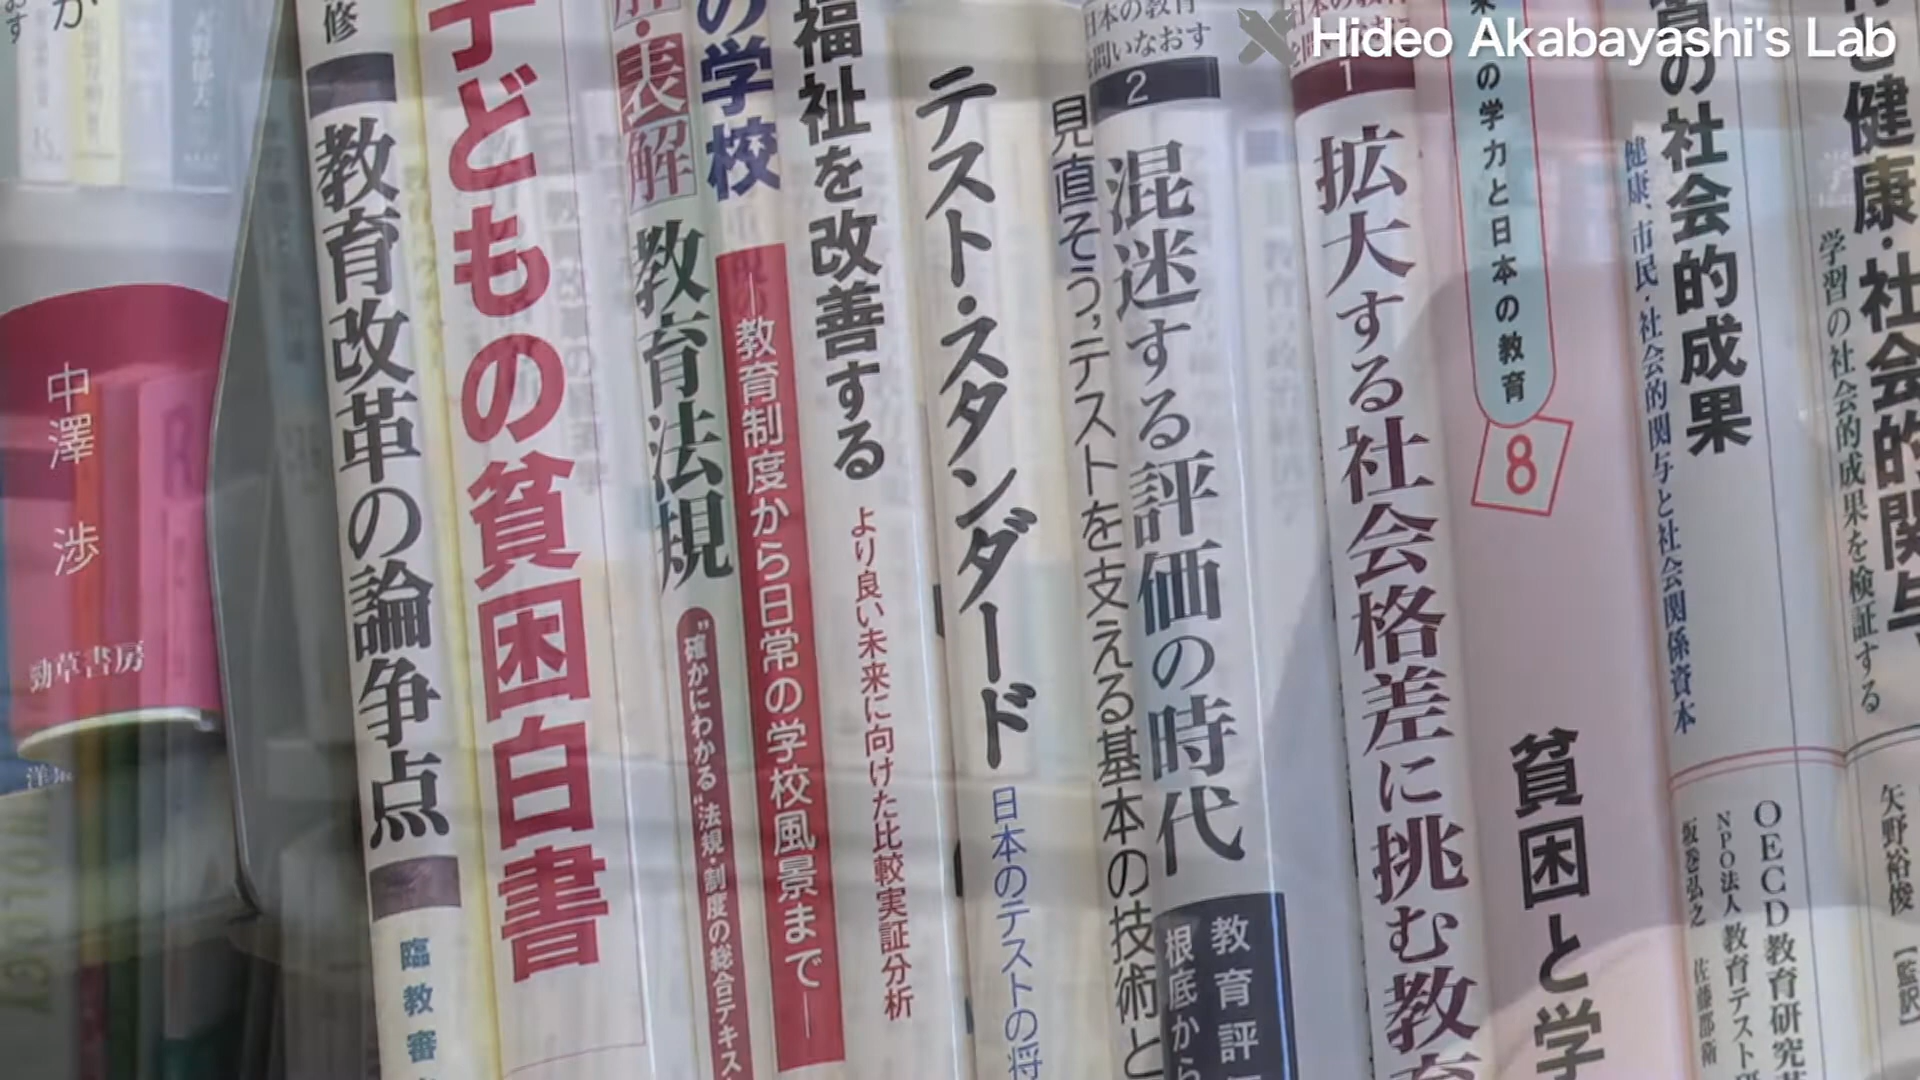 Hideo Akabayashi's Lab
中澤 渉
勁草書房
修
教育改革の論争点
臨教審
子どもの貧困白書
解・表解
教育法規
"確かにわかる"法規・制度の総合テキス
の学校
―教育制度から日常の学校風景まで―
福祉を改善する
より良い未来に向けた比較実証分析
テスト・スタンダード
日本のテストの将
見直そう,テストを支える基本の技術と
日本の教育
を問いなおす
2
混迷する評価の時代
教育評
根底から
1
拡大する社会格差に挑む教育
の学力と日本の教育
8
貧困と学
の社会的成果
健康、市民・社会的関与と社会関係資本
OECD教育研究
NPO法人 教育テスト研
坂巻弘之 佐藤郡衛
と健康・社会的関与
学習の社会的成果を検証する
矢野裕俊
[監訳]